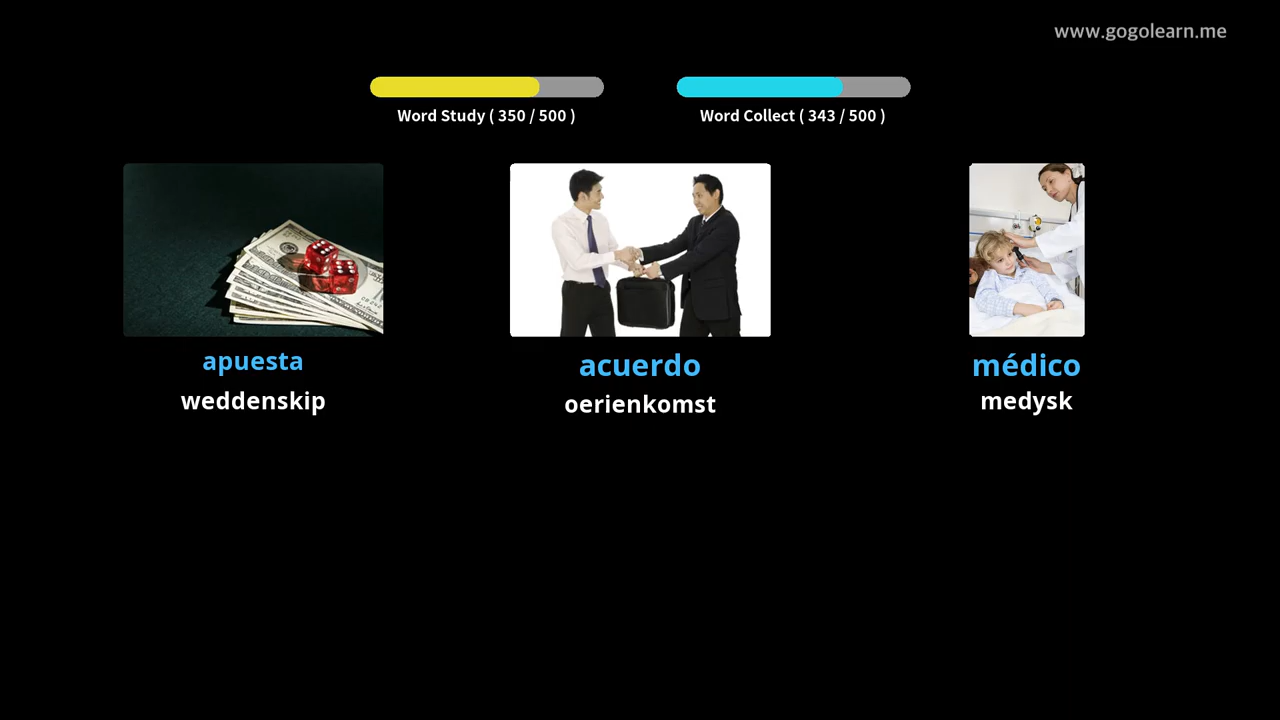 www.gogolearn.me
Word Study ( 350 / 500 )
Word Collect ( 343 / 500 )
apuesta
weddenskip
acuerdo
oerienkomst
médico
medysk